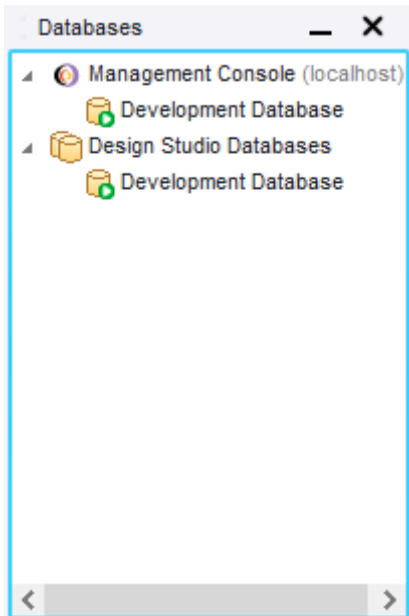 Databases
Management Console (localhost)
Development Database
Design Studio Databases
Development Database